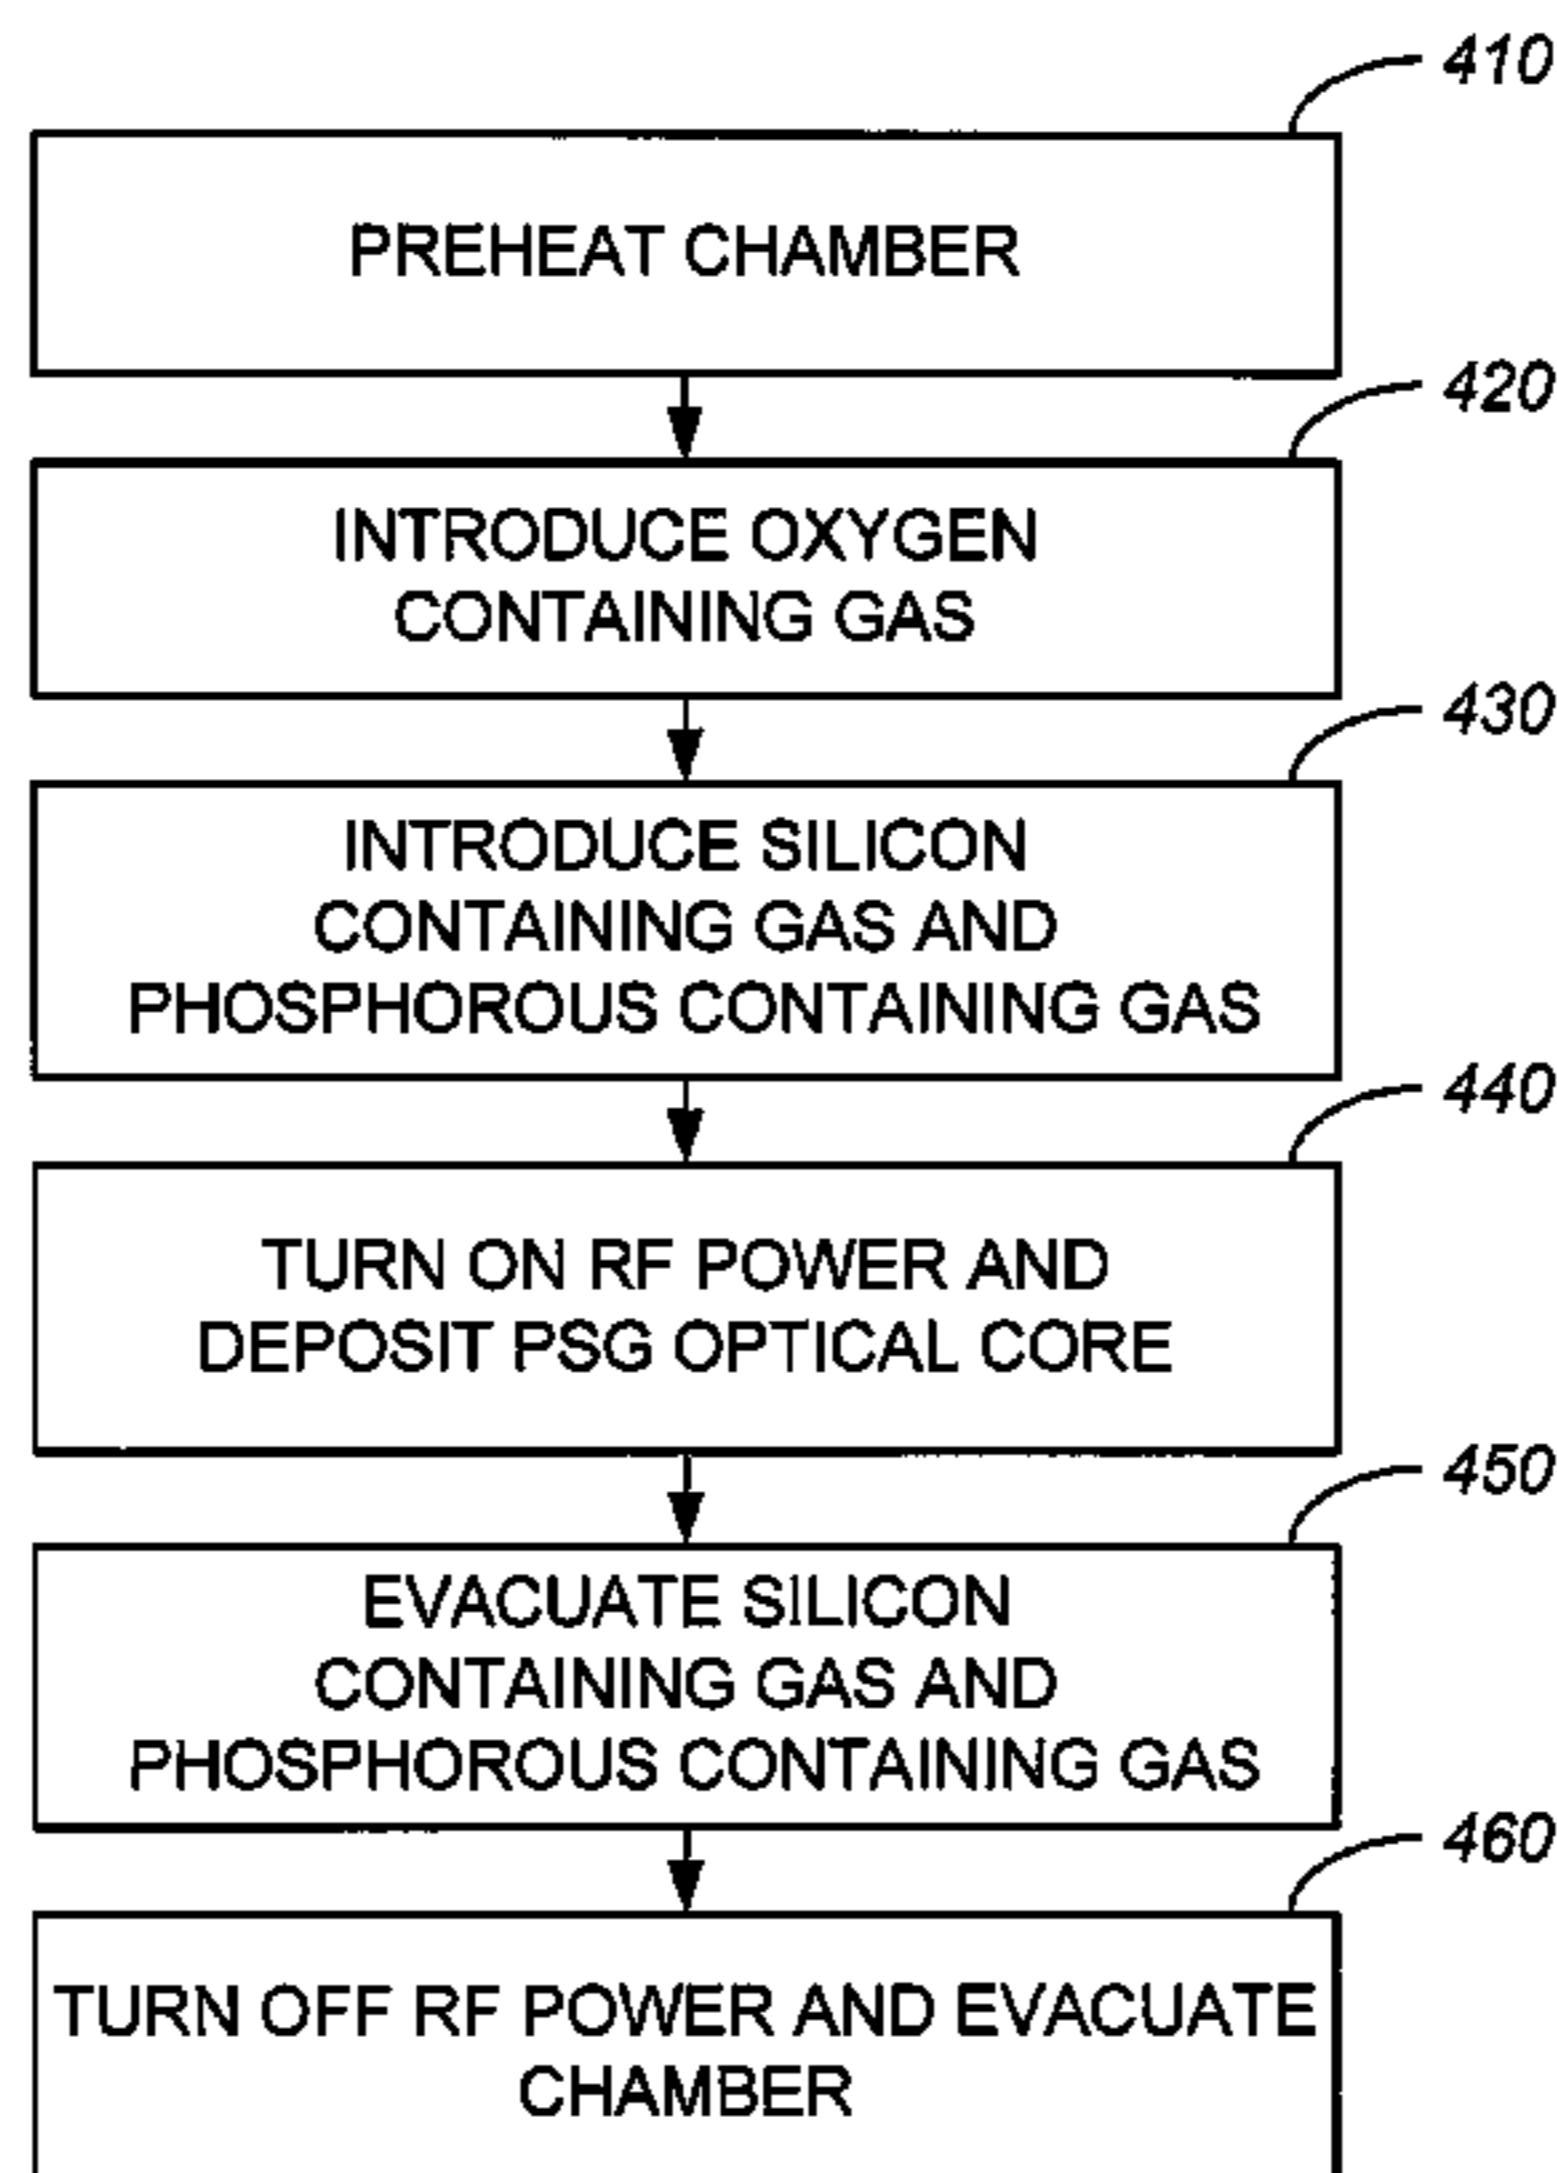 410
PREHEAT CHAMBER
420
INTRODUCE OXYGEN
CONTAINING GAS
430
INTRODUCE SILICON
CONTAINING GAS AND
PHOSPHOROUS CONTAINING GAS
440
TURN ON RF POWER AND
DEPOSIT PSG OPTICAL CORE
450
EVACUATE SILICON
CONTAINING GAS AND
PHOSPHOROUS CONTAINING GAS
460
TURN OFF RF POWER AND EVACUATE
CHAMBER